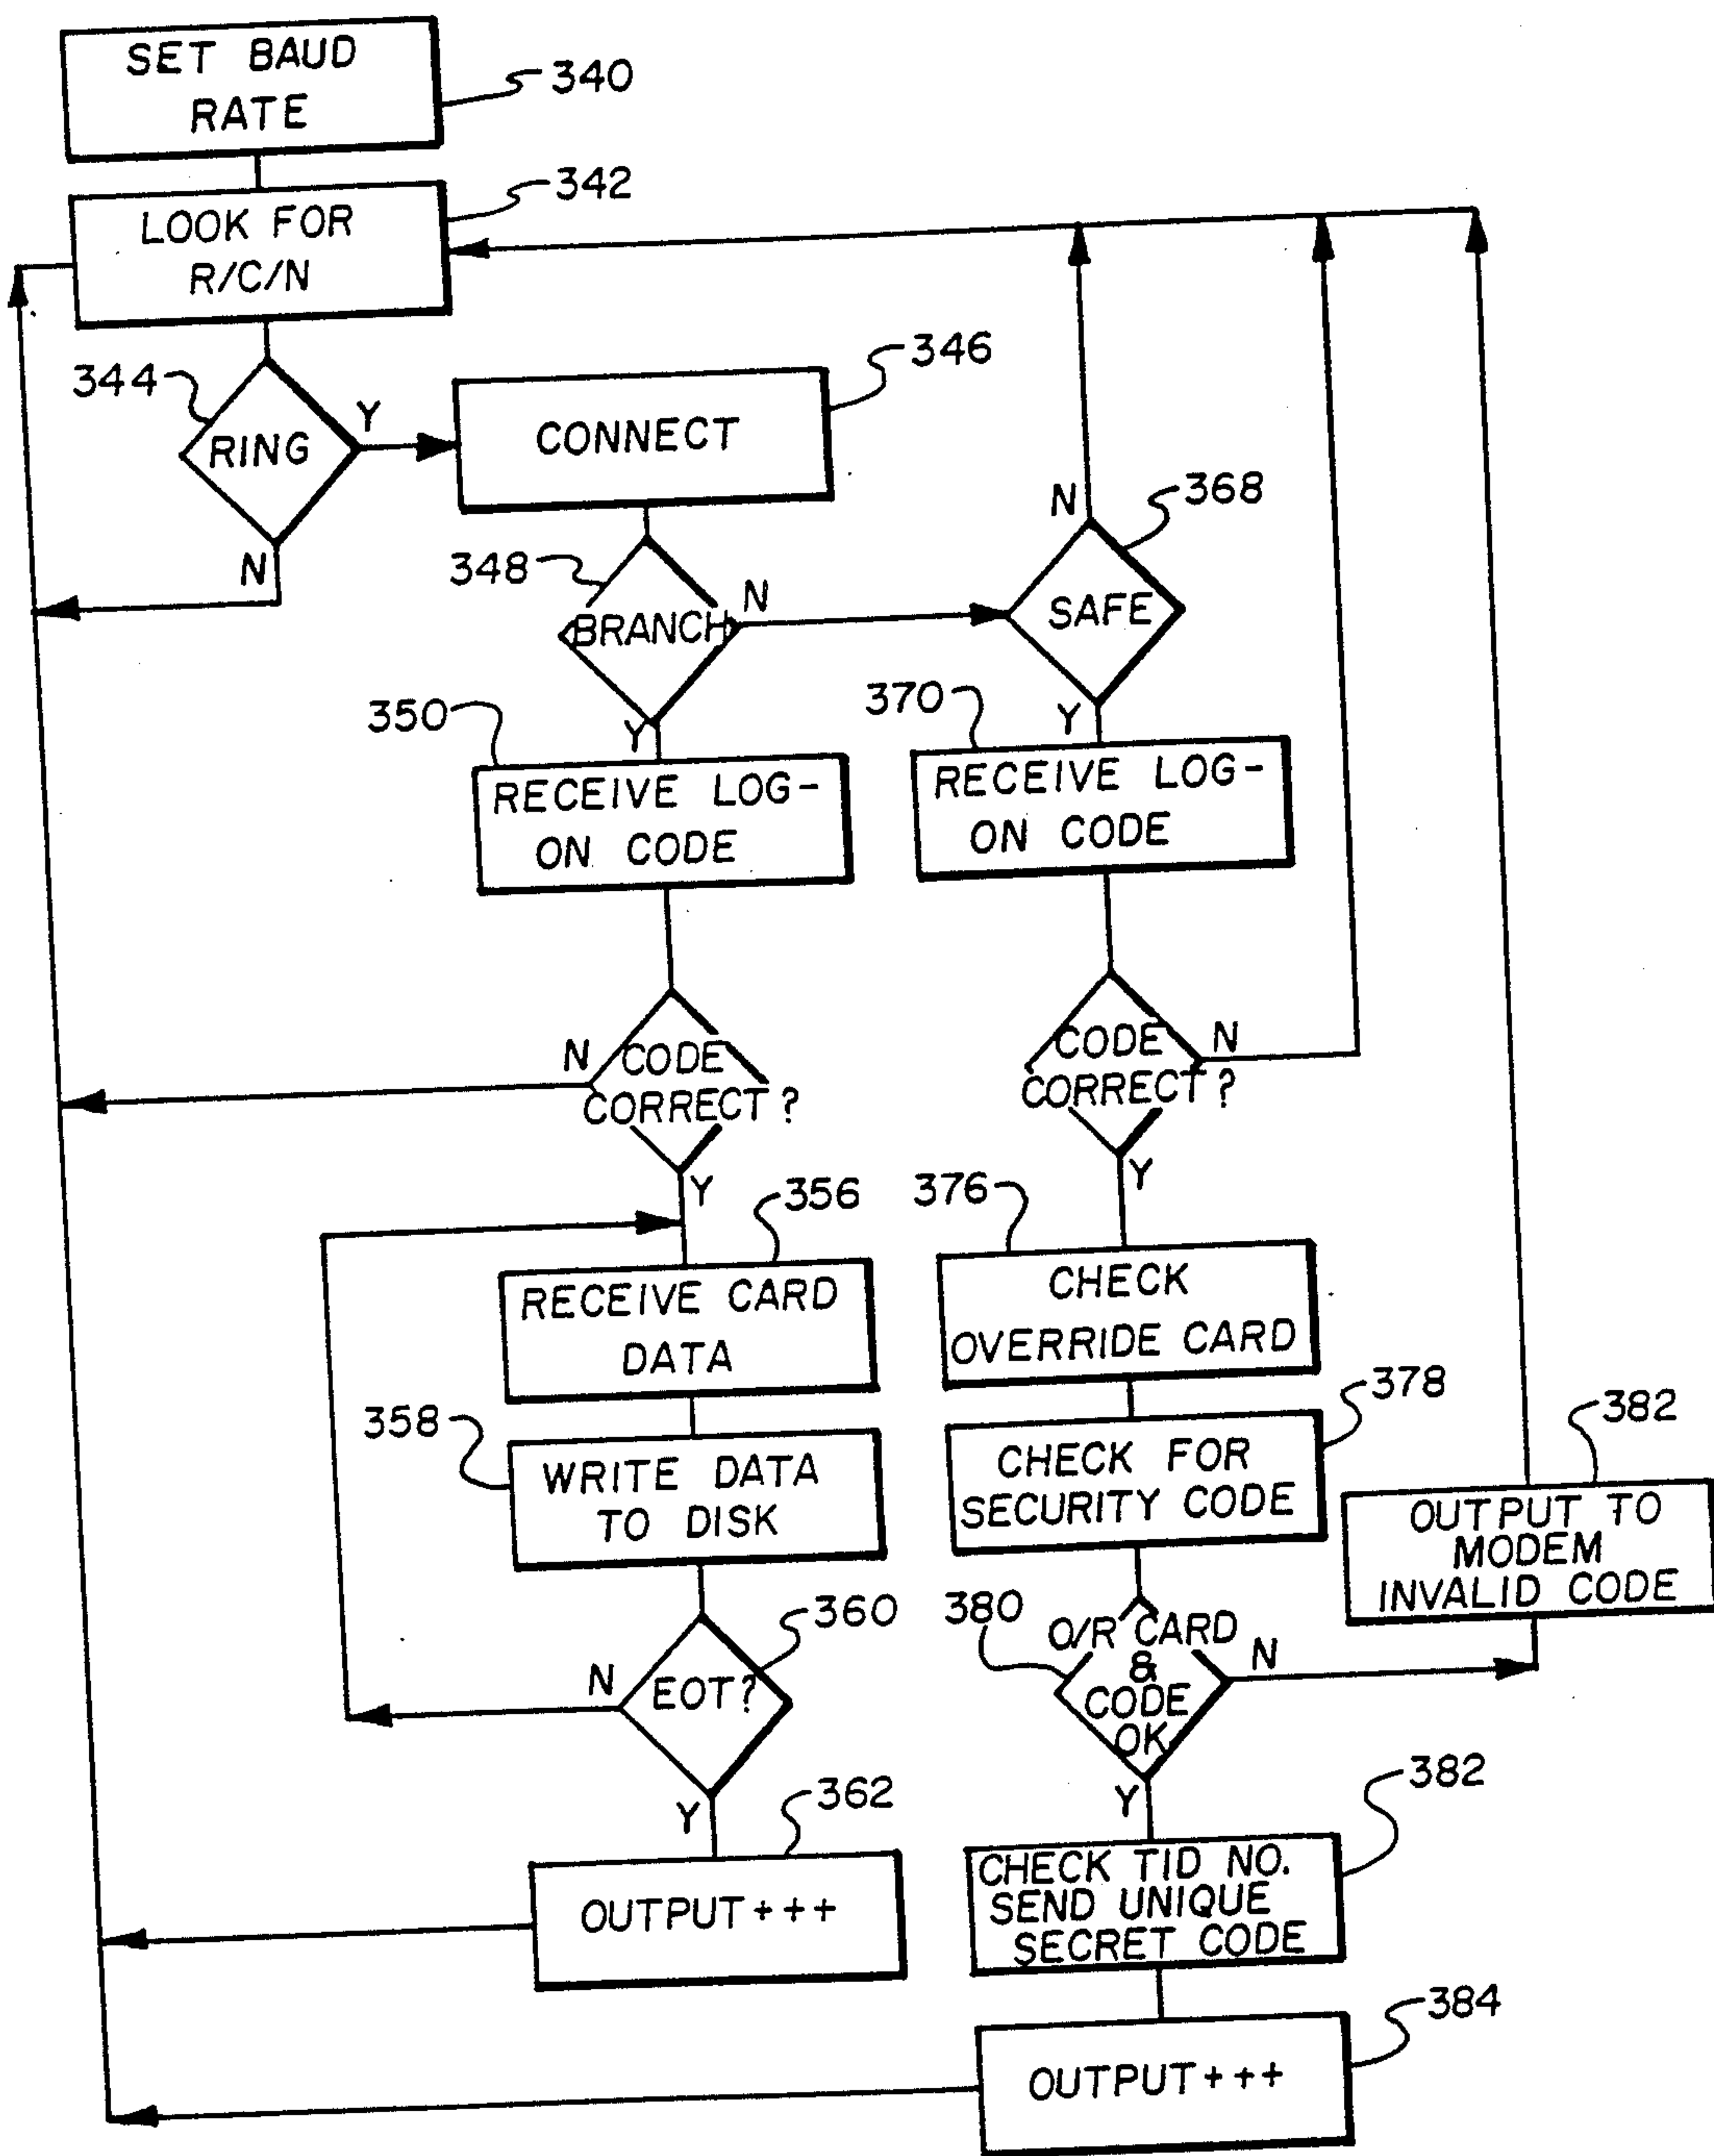 SET BAUD
RATE
340
LOOK FOR
R/C/N
342
344
RING
Y
N
CONNECT
346
348
BRANCH
N
Y
368
SAFE
N
Y
350
RECEIVE LOG-
ON CODE
370
RECEIVE LOG-
ON CODE
N
CODE
CORRECT?
Y
CODE
CORRECT?
N
Y
356
RECEIVE CARD
DATA
376
CHECK
OVERRIDE CARD
358
WRITE DATA
TO DISK
378
CHECK FOR
SECURITY CODE
382
OUTPUT TO
MODEM
INVALID CODE
360
N
EOT?
Y
380
O/R CARD
&
CODE
OK
N
Y
362
OUTPUT+++
382
CHECK TID NO.
SEND UNIQUE
SECRET CODE
384
OUTPUT+++